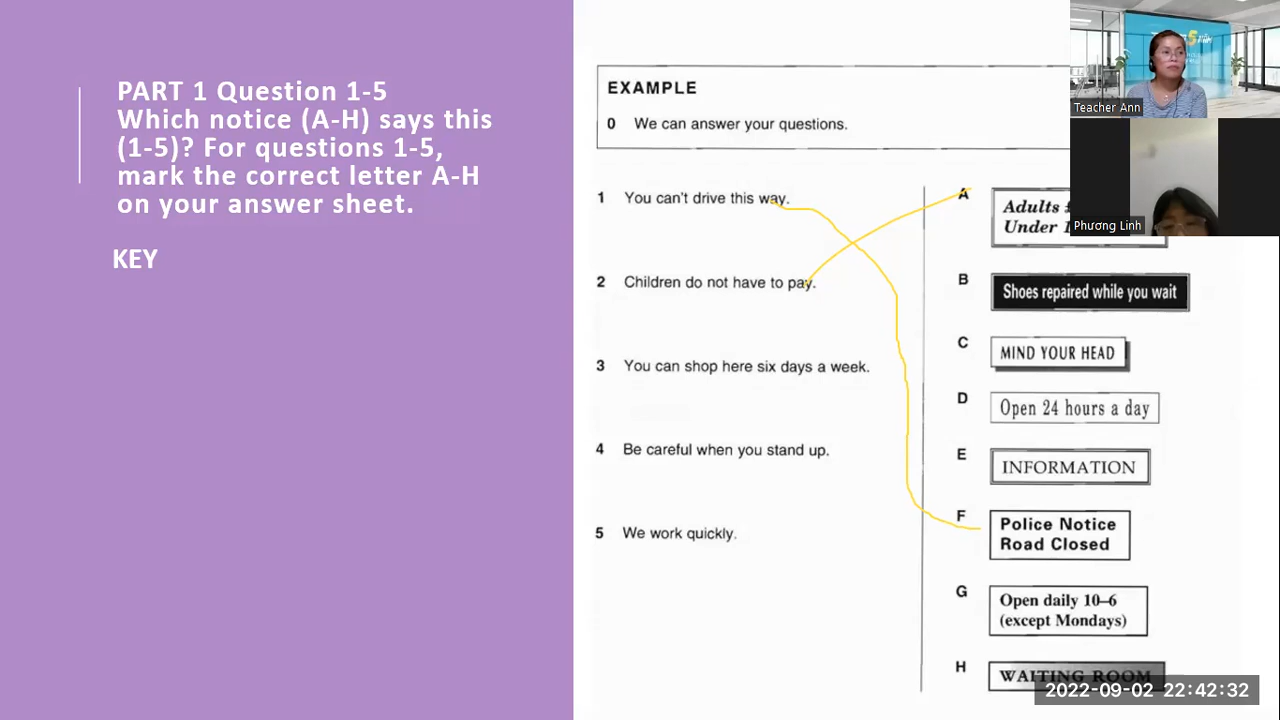 PART 1 Question 1-5
Which notice (A-H) says this
(1-5)? For questions 1-5,
mark the correct letter A-H
on your answer sheet.
KEY
EXAMPLE
0 We can answer your questions.
1 You can't drive this way.
2 Children do not have to pay.
3 You can shop here six days a week.
4 Be careful when you stand up.
5 We work quickly.
A
Adults
Under
B
Shoes repaired while you wait
C
MIND YOUR HEAD
D
Open 24 hours a day
E
INFORMATION
F
Police Notice
Road Closed
G
Open daily 10–6
(except Mondays)
H
WAITING ROOM
Teacher Ann
Phương Linh
2022-09-02 22:42:32